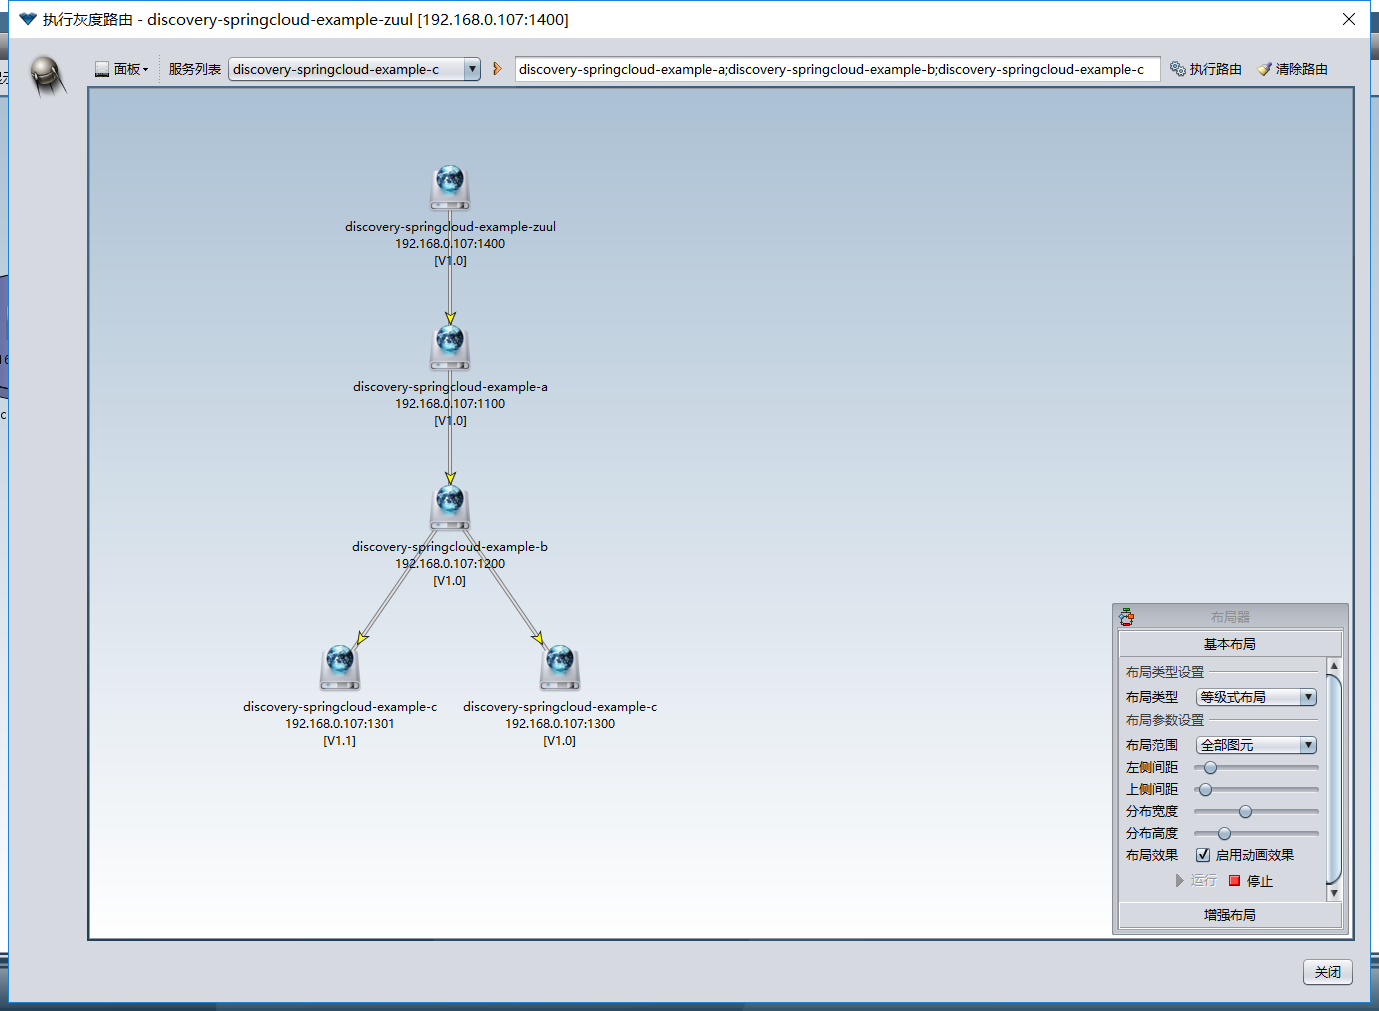 执行灰度路由 - discovery-springcloud-example-zuul [192.168.0.107:1400]
面板 服务列表 discovery-springcloud-example-c discovery-springcloud-example-a;discovery-springcloud-example-b;discovery-springcloud-example-c 执行路由 清除路由
discovery-springcloud-example-zuul
192.168.0.107:1400
[V1.0]
discovery-springcloud-example-a
192.168.0.107:1100
[V1.0]
discovery-springcloud-example-b
192.168.0.107:1200
[V1.0]
discovery-springcloud-example-c
192.168.0.107:1301
[V1.1]
discovery-springcloud-example-c
192.168.0.107:1300
[V1.0]
布局器
基本布局
布局类型设置
布局类型 等级式布局
布局参数设置
布局范围 全部图元
左侧间距
上侧间距
分布宽度
分布高度
布局效果 启用动画效果
运行 停止
增强布局
关闭